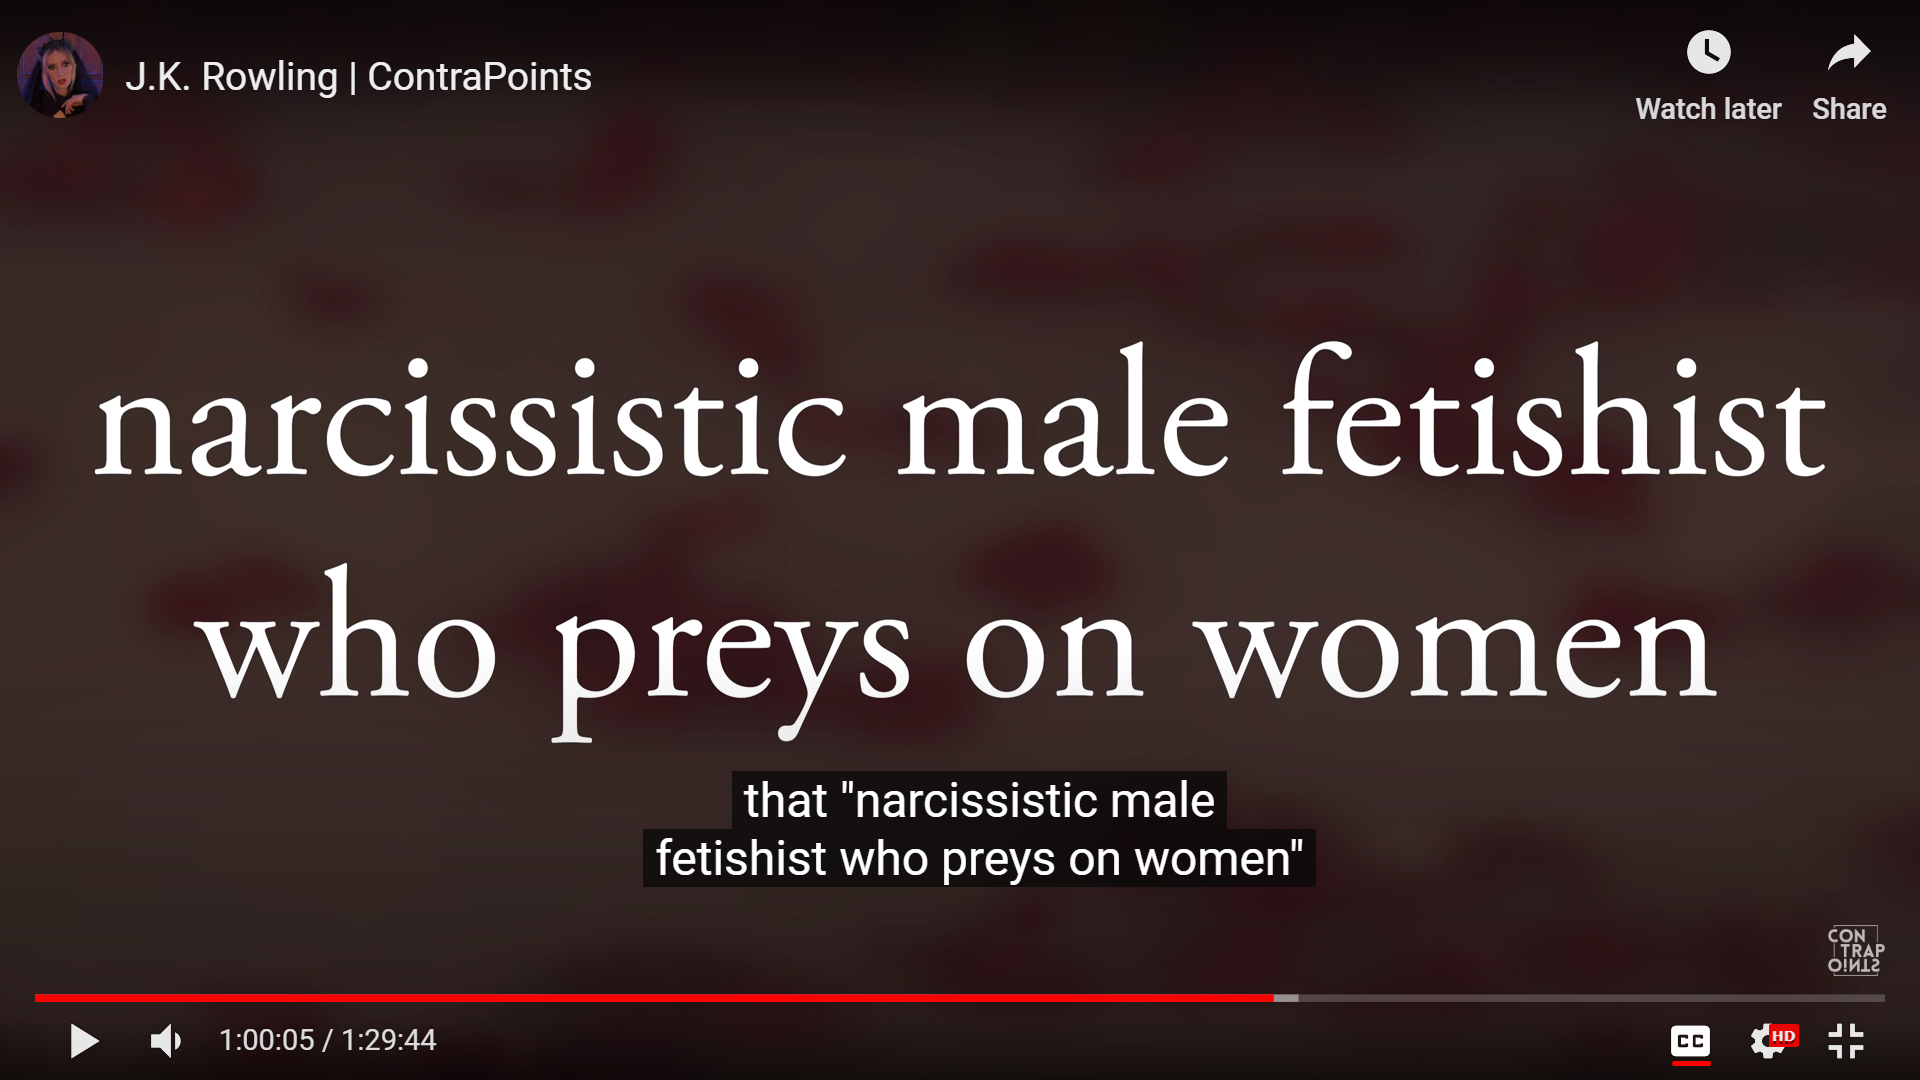 J.K. Rowling | ContraPoints
Watch later
Share
narcissistic male fetishist
who preys on women
that "narcissistic male
fetishist who preys on women"
CON
TRAP
OINTS
1:00:05 / 1:29:44
CC
HD